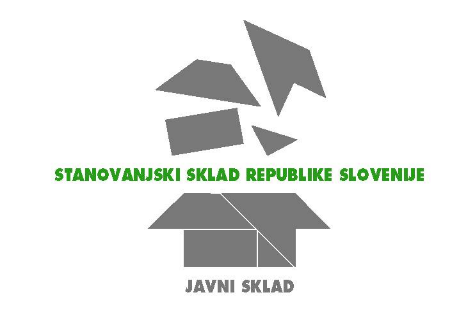 STANOVANJSKI SKLAD REPUBLIKE SLOVENIJE
JAVNI SKLAD